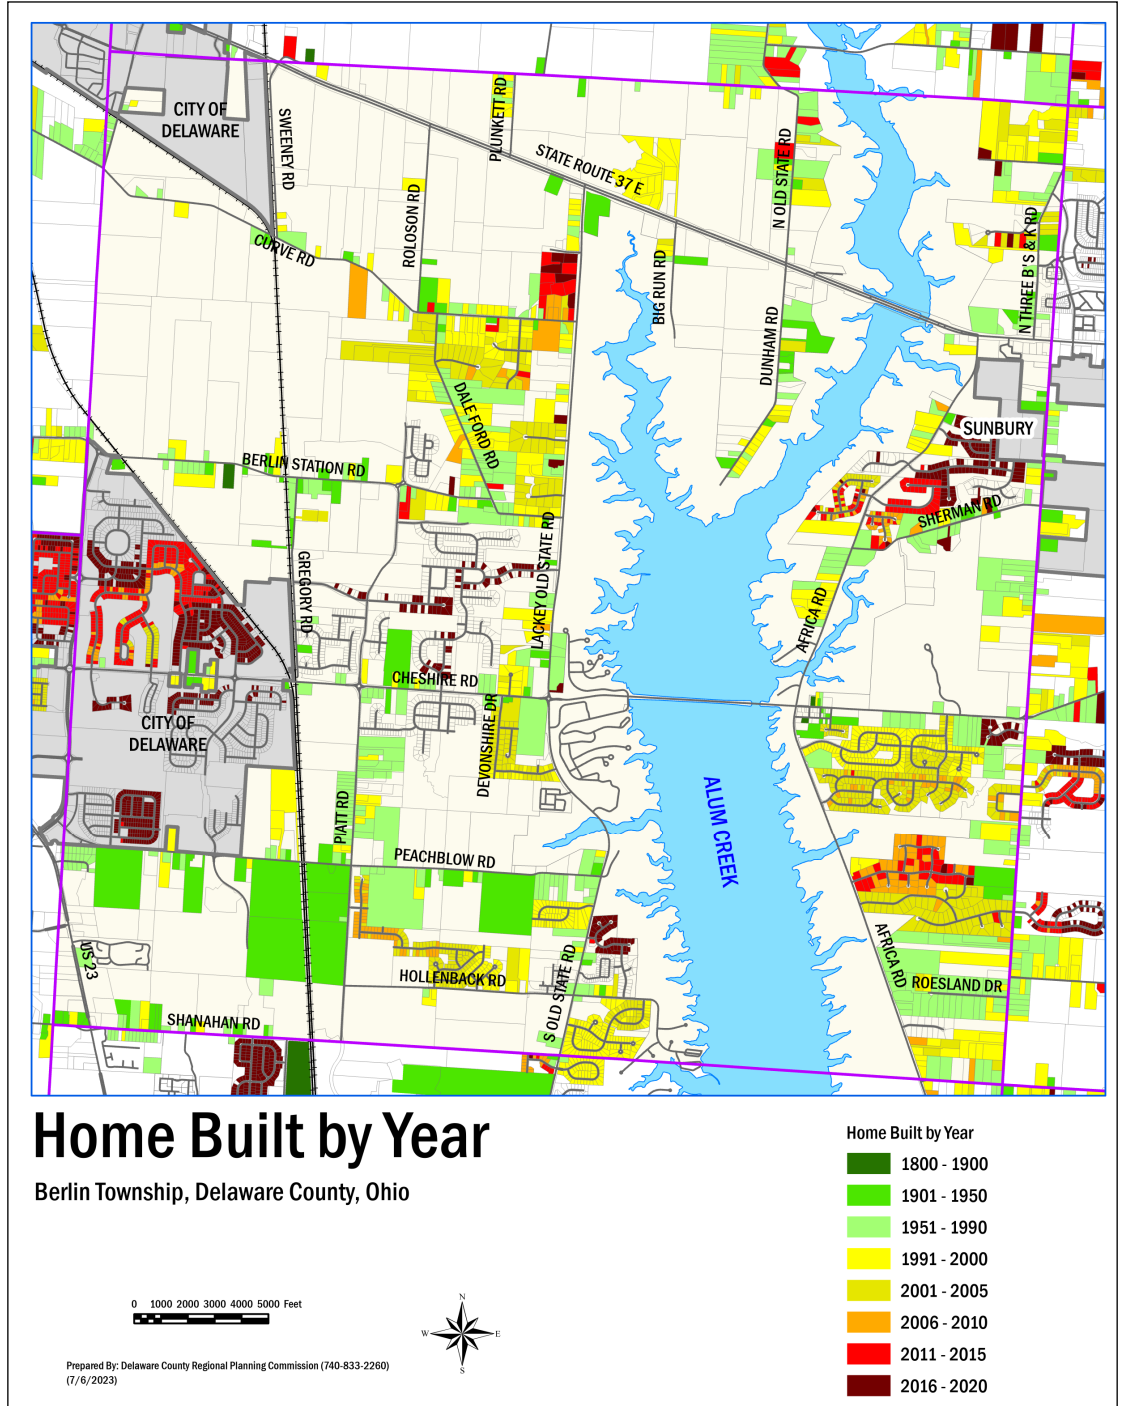 CITY OF
DELAWARE
SWEENEY RD
PLUNKETT RD
STATE ROUTE 37 E
N OLD STATE RD
ROLOSON RD
CURVE RD
BIG RUN RD
N THREE B'S & K RD
DUNHAM RD
DALE FORD RD
SUNBURY
BERLIN STATION RD
SHERMAN RD
LACKEY OLD STATE RD
GREGORY RD
AFRICA RD
CHESHIRE RD
CITY OF
DELAWARE
DEVONSHIRE DR
ALUM CREEK
PIATT RD
PEACHBLOW RD
US 23
HOLLENBACK RD
S OLD STATE RD
AFRICA RD
ROESLAND DR
SHANAHAN RD
Home Built by Year
Berlin Township, Delaware County, Ohio
Home Built by Year
1800 - 1900
1901 - 1950
1951 - 1990
1991 - 2000
2001 - 2005
2006 - 2010
2011 - 2015
2016 - 2020
0 1000 2000 3000 4000 5000 Feet
N
W E
S
Prepared By: Delaware County Regional Planning Commission (740-833-2260)
(7/6/2023)